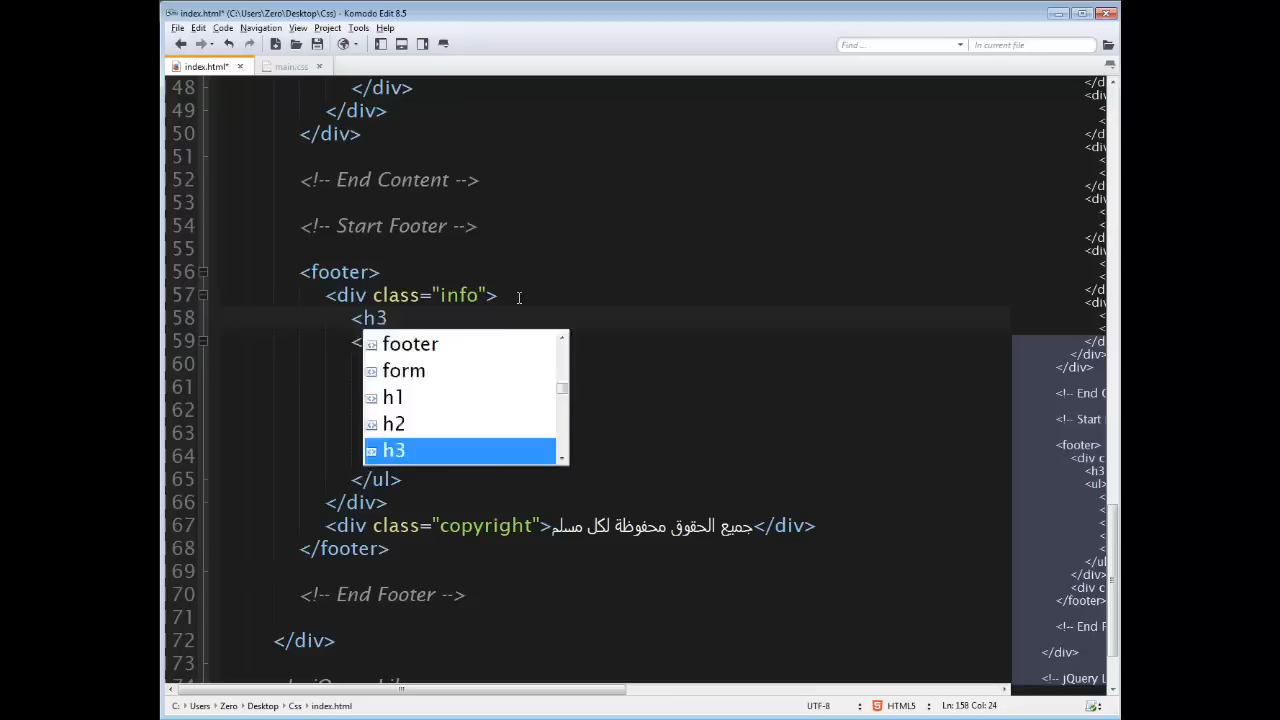 index.html* (C:\Users\Zero\Desktop\Css) - Komodo Edit 8.5
File Edit Code Navigation View Project Tools Help
Find ... In current file
index.html* main.css
48 </div>
49 </div>
50 </div>
51
52 <!-- End Content -->
53
54 <!-- Start Footer -->
55
56 <footer>
57 <div class="info">
58 <h3
59 <
footer
60
form
61
h1
62
h2
63
h3
64
65 </ul>
66 </div>
67 <div class="copyright">جميع الحقوق محفوظة لكل مسلم</div>
68 </footer>
69
70 <!-- End Footer -->
71
72 </div>
73
C: Users Zero Desktop Css index.html UTF-8 HTML5 Ln: 158 Col: 24